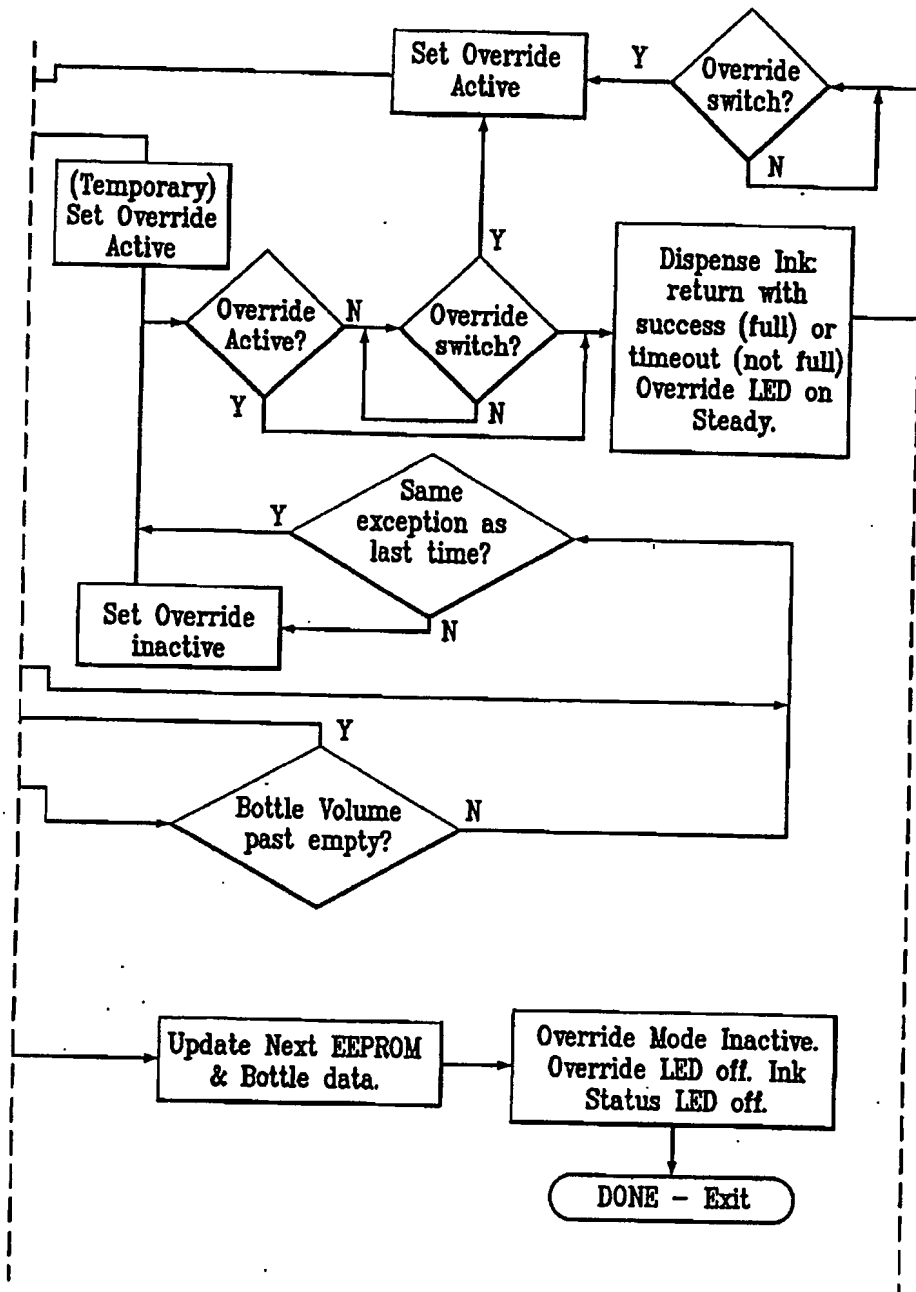 Set Override
Active
Y
Override
switch?
N
(Temporary)
Set Override
Active
Y
Override
Active?
N
Override
switch?
Y
N
Dispense Ink:
return with
success (full) or
timeout (not full)
Override LED on
Steady.
Same
exception as
last time?
Y
N
Set Override
inactive
Y
Bottle Volume
past empty?
N
Update Next EEPROM
& Bottle data.
Override Mode Inactive.
Override LED off. Ink
Status LED off.
DONE - Exit